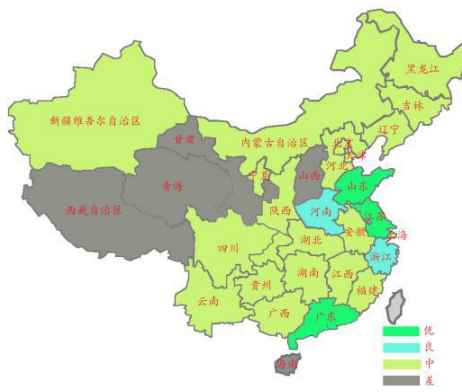 黑龙江
吉林
新疆维吾尔自治区
辽宁
内蒙古自治区
甘肃
北京
天津
河北
宁夏
山西
山东
青海
西藏自治区
陕西
河南
江苏
安徽
上海
四川
湖北
浙江
贵州
湖南
江西
福建
云南
广西
广东
海南
优
良
中
差